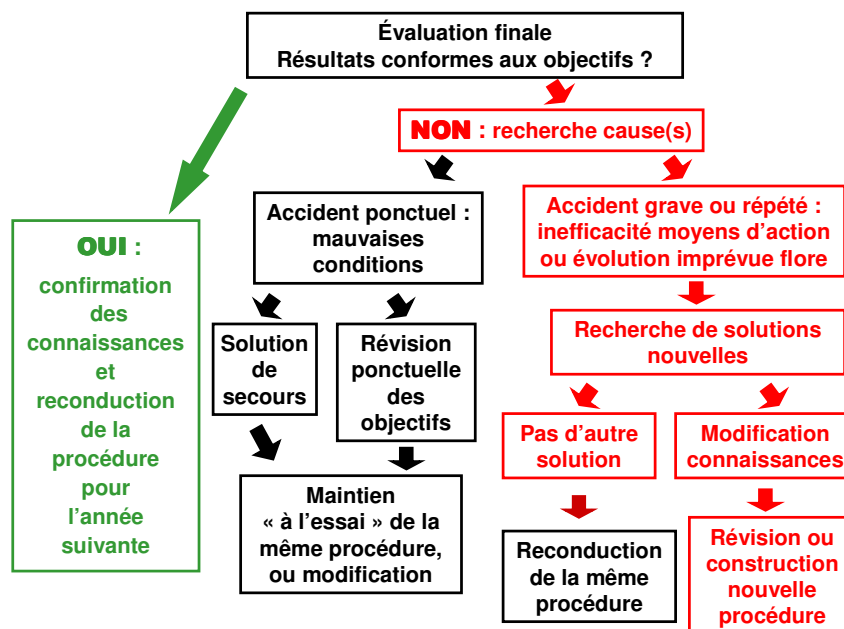 Évaluation finale
Résultats conformes aux objectifs ?
NON : recherche cause(s)
OUI :
confirmation
des
connaissances
et
reconduction
de la
procédure
pour
l'année
suivante
Accident ponctuel :
mauvaises
conditions
Accident grave ou répété :
inefficacité moyens d'action
ou évolution imprévue flore
Solution
de
secours
Révision
ponctuelle
des
objectifs
Recherche de solutions
nouvelles
Pas d'autre
solution
Modification
connaissances
Maintien
« à l'essai » de la
même procédure,
ou modification
Reconduction
de la même
procédure
Révision ou
construction
nouvelle
procédure